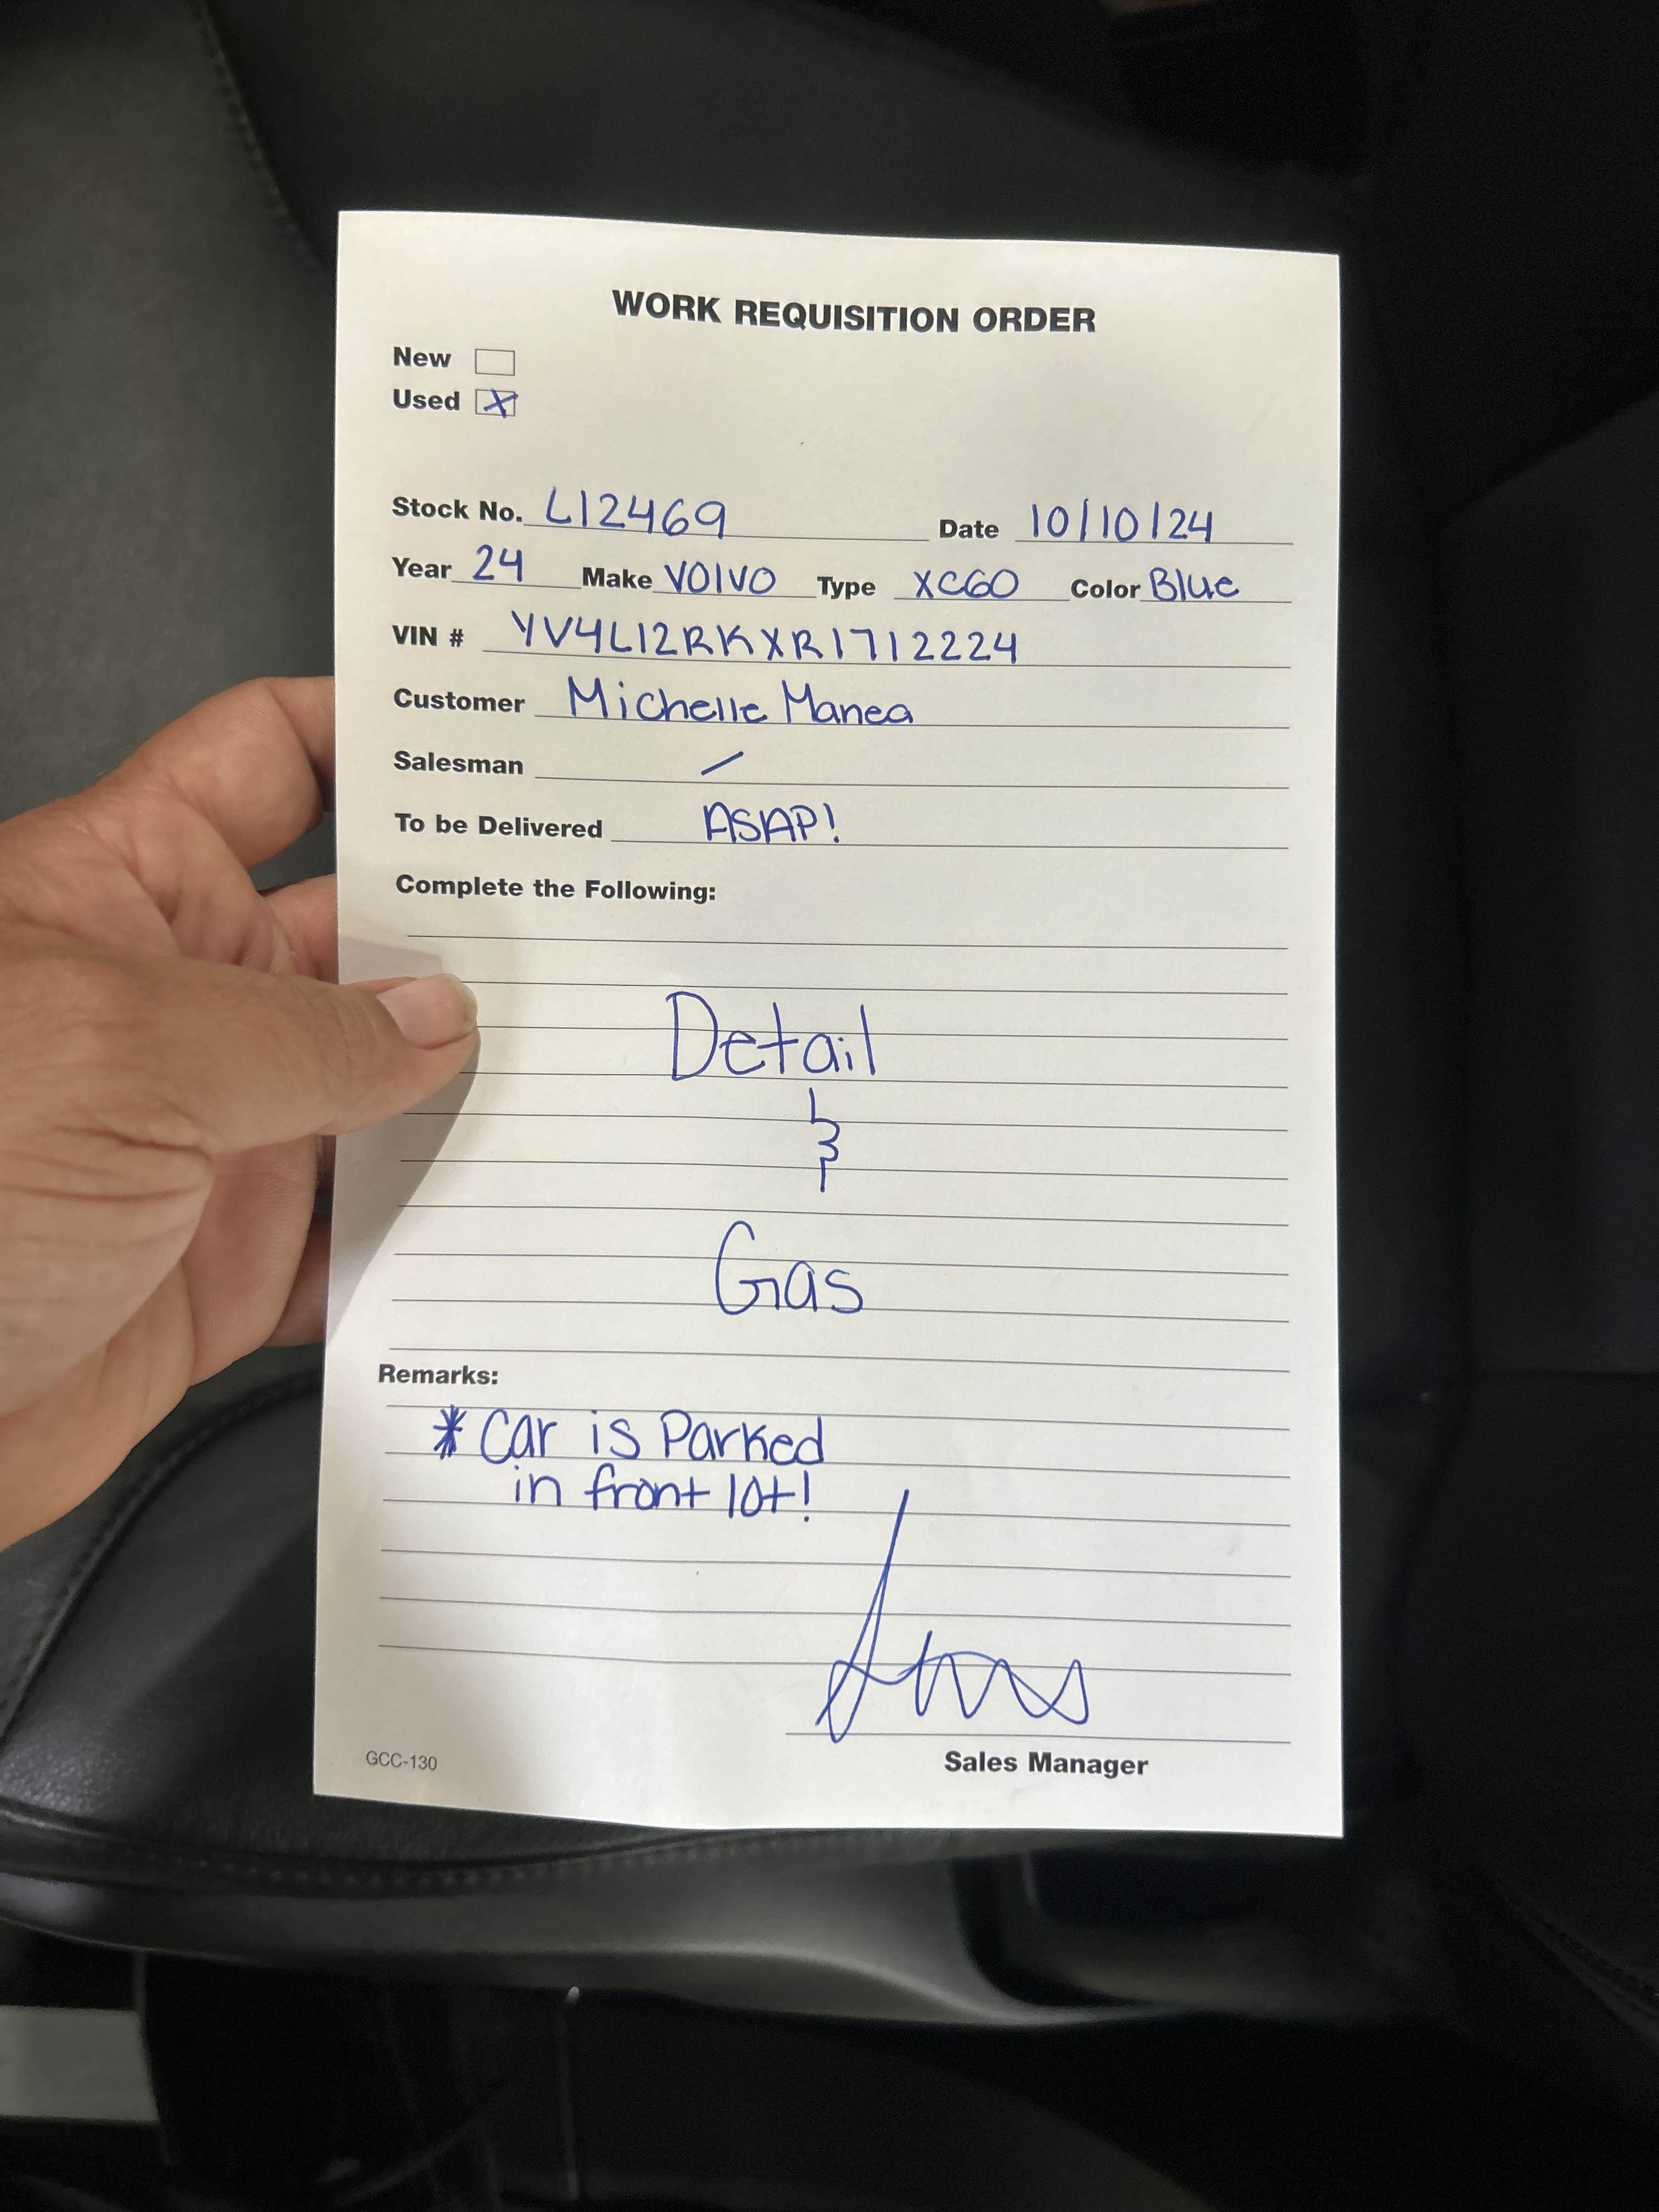 WORK REQUISITION ORDER
New
Used X
Stock No. L12469 Date 10/10/24
Year 24 Make VOLVO Type XC60 Color Blue
VIN # YV4L12RKXR1712224
Customer Michelle Manea
Salesman /
To be Delivered ASAP!
Complete the Following:
Detail
&
Gas
Remarks:
* Car is Parked
in front lot!
Sales Manager
GCC-130